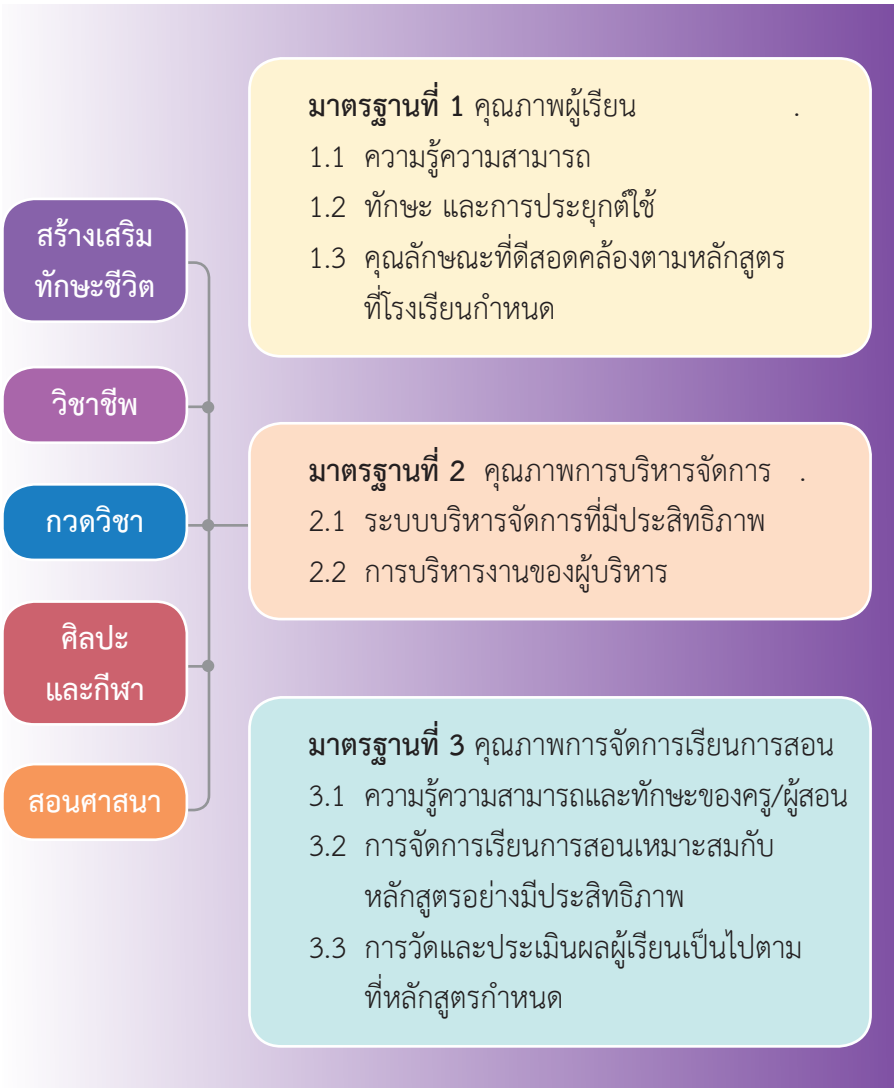 สร้างเสริม
ทักษะชีวิต
วิชาชีพ
กวดวิชา
ศิลปะ
และกีฬา
สอนศาสนา
มาตรฐานที่ 1 คุณภาพผู้เรียน .
1.1 ความรู้ความสามารถ
1.2 ทักษะ และการประยุกต์ใช้
1.3 คุณลักษณะที่ดีสอดคล้องตามหลักสูตร
ที่โรงเรียนกำหนด
มาตรฐานที่ 2 คุณภาพการบริหารจัดการ .
2.1 ระบบบริหารจัดการที่มีประสิทธิภาพ
2.2 การบริหารงานของผู้บริหาร
มาตรฐานที่ 3 คุณภาพการจัดการเรียนการสอน
3.1 ความรู้ความสามารถและทักษะของครู/ผู้สอน
3.2 การจัดการเรียนการสอนเหมาะสมกับ
หลักสูตรอย่างมีประสิทธิภาพ
3.3 การวัดและประเมินผลผู้เรียนเป็นไปตาม
ที่หลักสูตรกำหนด